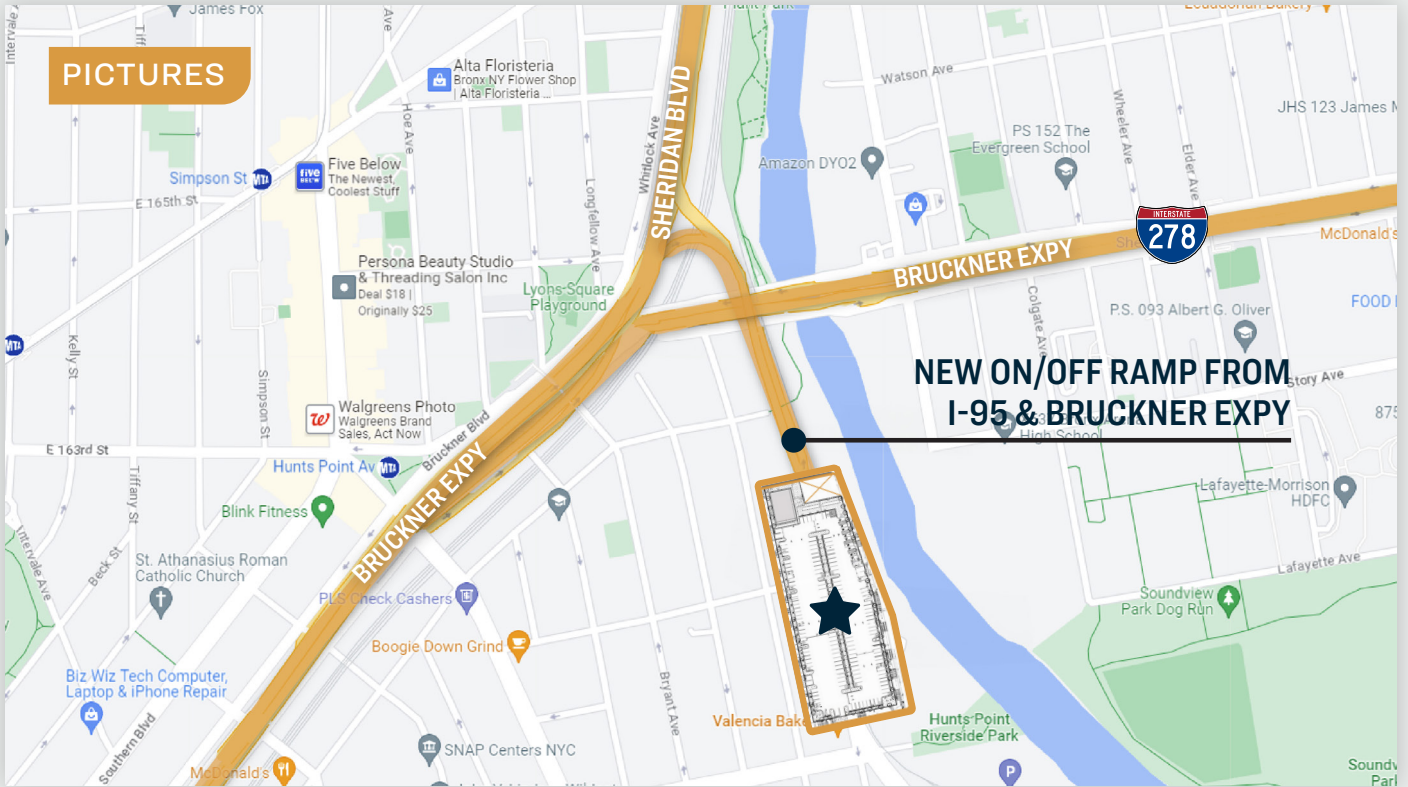 James Fox
PICTURES
Alta Floristeria
Bronx NY Flower Shop
| Alta Floristeria ...
Five Below
The Newest,
Coolest Stuff
five
BELOW
Simpson St
MTA
E 165th St
Hoe Ave
Longfellow Ave
Whitlock Ave
SHERIDAN BLVD
Watson Ave
Wheeler Ave
Elder Ave
JHS 123 James
PS 152 The
Evergreen School
Amazon DYO2
INTERSTATE
278
BRUCKNER EXPY
McDonald's
Persona Beauty Studio
& Threading Salon Inc
Deal $18 |
Originally $25
Lyons-Square
Playground
Colgate Ave
P.S. 093 Albert G. Oliver
FOOD
MTA
Kelly St
Simpson St
NEW ON/OFF RAMP FROM
I-95 & BRUCKNER EXPY
High School
Story Ave
875
Walgreens Photo
Walgreens Brand
Sales, Act Now
Bruckner Blvd
E 163rd St
Hunts Point Av
MTA
Tiffany St
Blink Fitness
BRUCKNER EXPY
Lafayette-Morrison
HDFC
Intervale Ave
Beck St
St. Athanasius Roman
Catholic Church
Lafayette Ave
PLS Check Cashers
Soundview
Park Dog Run
Boogie Down Grind
Biz Wiz Tech Computer,
Laptop & iPhone Repair
Bryant Ave
Valencia
Hunts Point
Riverside Park
Southern Blvd
SNAP Centers NYC
McDonald's
P